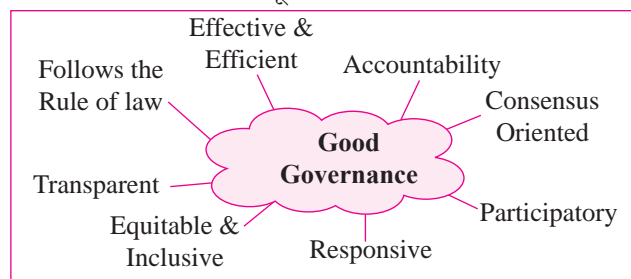 Effective &
Efficient
Accountability
Follows the
Rule of law
Consensus
Oriented
Good
Governance
Transparent
Participatory
Equitable &
Inclusive
Responsive